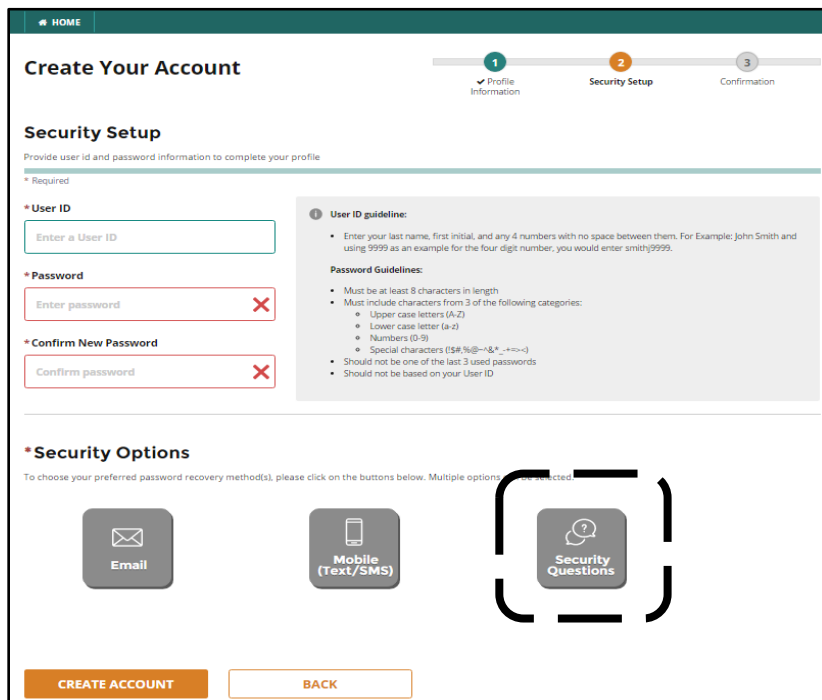 HOME
Create Your Account
1
2
3
Profile
Information
Security Setup
Confirmation
Security Setup
Provide user id and password information to complete your profile
* Required
*User ID
Enter a User ID
*Password
Enter password
*Confirm New Password
Confirm password
User ID guideline:
• Enter your last name, first initial, and any 4 numbers with no space between them. For Example: John Smith and
using 9999 as an example for the four digit number, you would enter smithj9999.
Password Guidelines:
• Must be at least 8 characters in length
• Must include characters from 3 of the following categories:
Upper case letters (A-Z)
Lower case letter (a-z)
Numbers (0-9)
Special characters (!$#,%@~^&*_-+=><)
• Should not be one of the last 3 used passwords
• Should not be based on your User ID
*Security Options
To choose your preferred password recovery method(s), please click on the buttons below. Multiple options be selected.
Email
Mobile
(Text/SMS)
Security
Questions
CREATE ACCOUNT
BACK